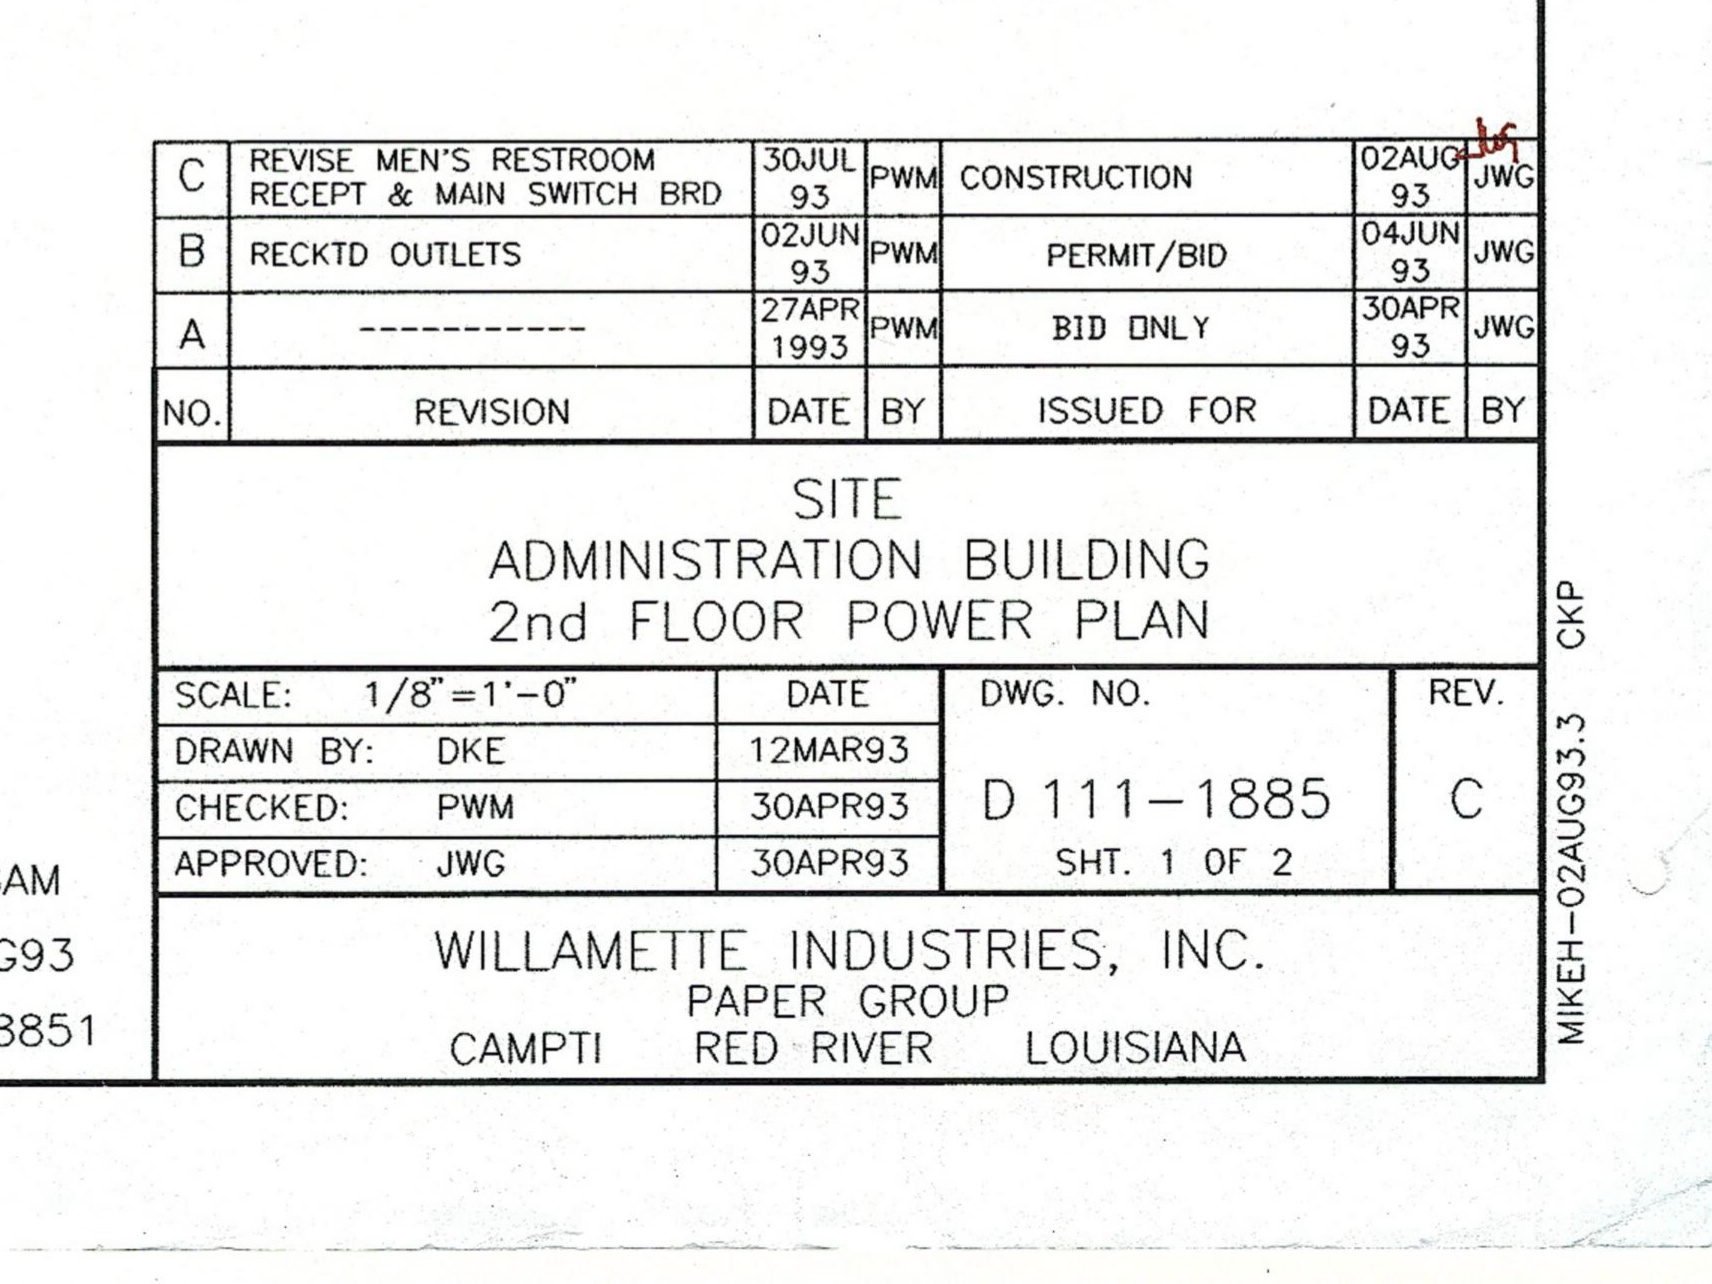 C REVISE MEN'S RESTROOM RECEPT & MAIN SWITCH BRD 30JUL 93 PWM CONSTRUCTION 02AUG 93 JWG
B RECKTD OUTLETS 02JUN 93 PWM PERMIT/BID 04JUN 93 JWG
A ----------- 27APR 1993 PWM BID ONLY 30APR 93 JWG
NO. REVISION DATE BY ISSUED FOR DATE BY
SITE
ADMINISTRATION BUILDING
2nd FLOOR POWER PLAN
SCALE: 1/8"=1'-0" DATE
DRAWN BY: DKE 12MAR93
CHECKED: PWM 30APR93
APPROVED: JWG 30APR93
DWG. NO.
D 111-1885
SHT. 1 OF 2
REV.
C
WILLAMETTE INDUSTRIES, INC.
PAPER GROUP
CAMPTI RED RIVER LOUISIANA
MIKEH-02AUG93.3 CKP
AM
G93
8851